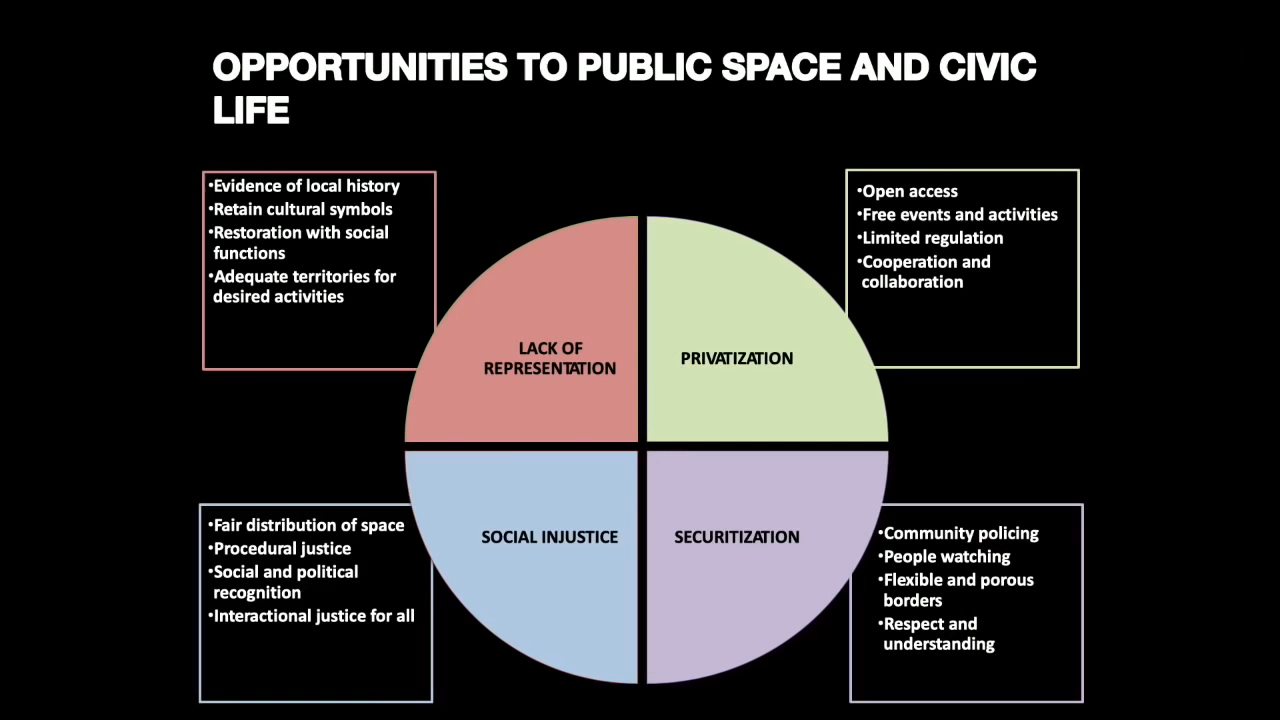 OPPORTUNITIES TO PUBLIC SPACE AND CIVIC
LIFE
•Evidence of local history
•Retain cultural symbols
•Restoration with social
functions
•Adequate territories for
desired activities
•Open access
•Free events and activities
•Limited regulation
•Cooperation and
collaboration
LACK OF
REPRESENTATION
PRIVATIZATION
SOCIAL INJUSTICE
SECURITIZATION
•Fair distribution of space
•Procedural justice
•Social and political
recognition
•Interactional justice for all
•Community policing
•People watching
•Flexible and porous
borders
•Respect and
understanding